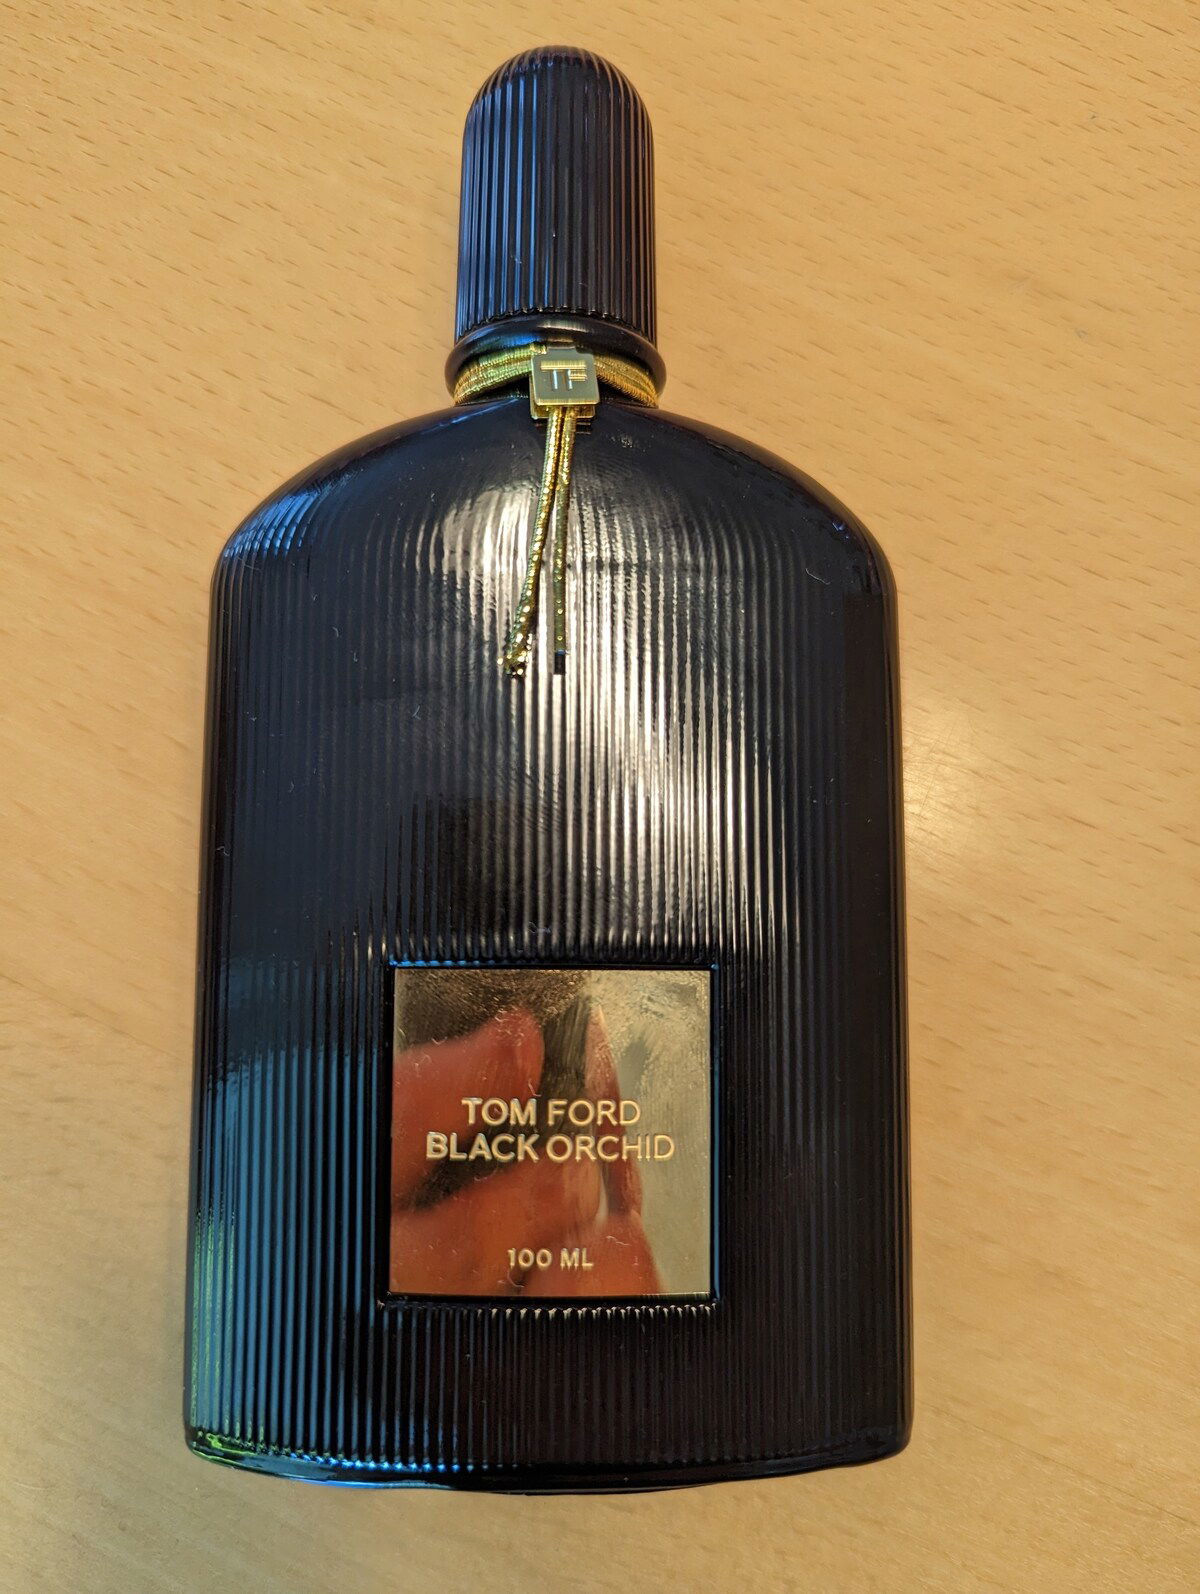 TF
TOM FORD
BLACK ORCHID
100 ML